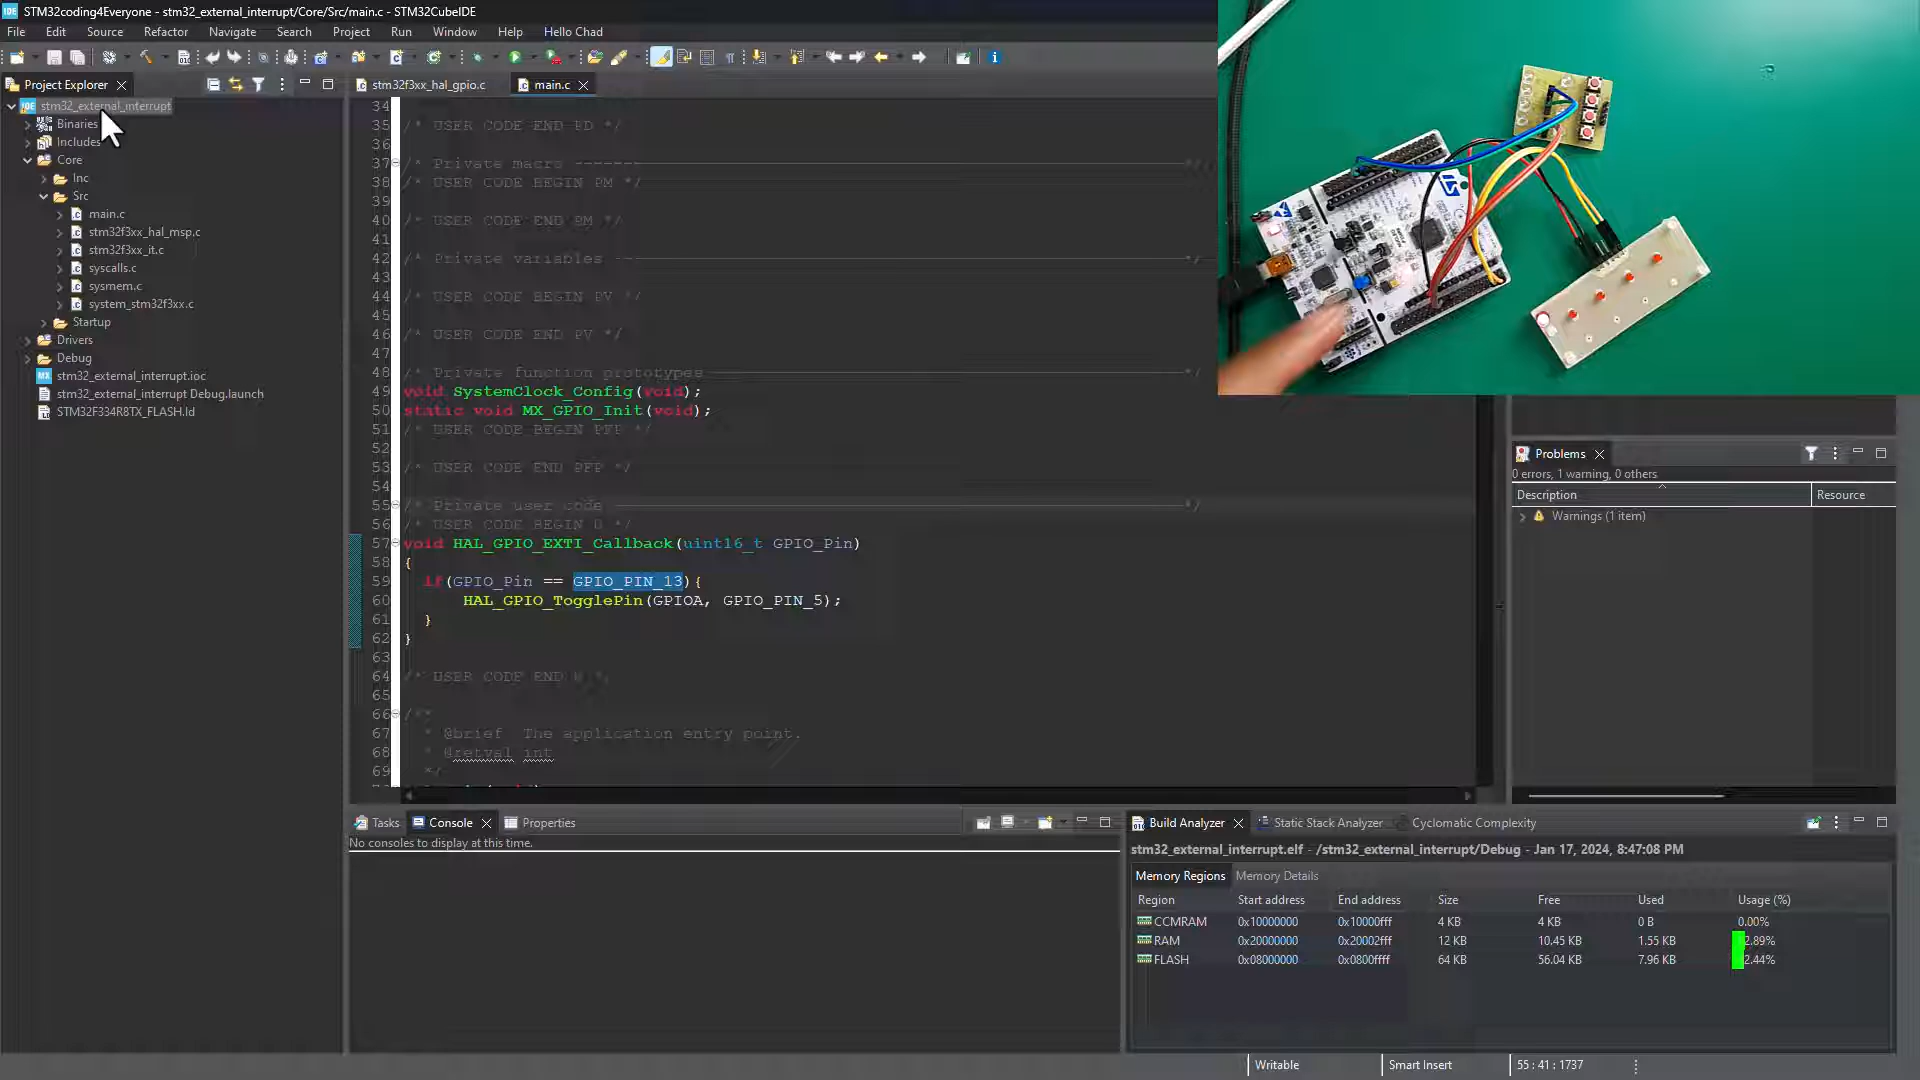 STM32coding4Everyone - stm32_external_interrupt/Core/Src/main.c - STM32CubeIDE
File Edit Source Refactor Navigate Search Project Run Window Help Hello Chad
Project Explorer
stm32f3xx_hal_gpio.c
main.c
stm32_external_interrupt
Binaries
Includes
Core
Inc
Src
main.c
stm32f3xx_hal_msp.c
stm32f3xx_it.c
syscalls.c
sysmem.c
system_stm32f3xx.c
Startup
Drivers
Debug
stm32_external_interrupt.ioc
stm32_external_interrupt Debug.launch
STM32F334R8TX_FLASH.ld
34
35 /* USER CODE END PD */
36
37 /* Private macro ---*/
38 /* USER CODE BEGIN PM */
39
40 /* USER CODE END PM */
41
42 /* Private variables ---*/
43
44 /* USER CODE BEGIN PV */
45
46 /* USER CODE END PV */
47
48 /* Private function prototypes ---*/
49 void SystemClock_Config(void);
50 static void MX_GPIO_Init(void);
51 /* USER CODE BEGIN PFP */
52
53 /* USER CODE END PFP */
54
55 /* Private user code ---*/
56 /* USER CODE BEGIN 0 */
57 void HAL_GPIO_EXTI_Callback(uint16_t GPIO_Pin)
58 {
59 if(GPIO_Pin == GPIO_PIN_13){
60 HAL_GPIO_TogglePin(GPIOA, GPIO_PIN_5);
61 }
62 }
63
64 /* USER CODE END 0 */
65
66 /**
67 * @brief The application entry point.
68 * @retval int
69 */
Problems
0 errors, 1 warning, 0 others
Description Resource
Warnings (1 item)
Tasks Console Properties
No consoles to display at this time.
Build Analyzer Static Stack Analyzer Cyclomatic Complexity
stm32_external_interrupt.elf - /stm32_external_interrupt/Debug - Jan 17, 2024, 8:47:08 PM
Memory Regions Memory Details
Region Start address End address Size Free Used Usage (%)
CCMRAM 0x10000000 0x10000fff 4 KB 4 KB 0 B 0.00%
RAM 0x20000000 0x20002fff 12 KB 10.45 KB 1.55 KB 2.89%
FLASH 0x08000000 0x0800ffff 64 KB 56.04 KB 7.96 KB 2.44%
Writable Smart Insert 55 : 41 : 1737